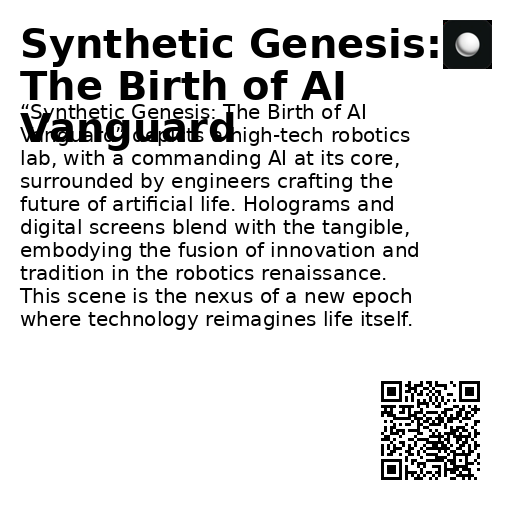 Synthetic Genesis:
The Birth of AI
Vanguard
“Synthetic Genesis: The Birth of AI
Vanguard” depicts a high-tech robotics
lab, with a commanding AI at its core,
surrounded by engineers crafting the
future of artificial life. Holograms and
digital screens blend with the tangible,
embodying the fusion of innovation and
tradition in the robotics renaissance.
This scene is the nexus of a new epoch
where technology reimagines life itself.